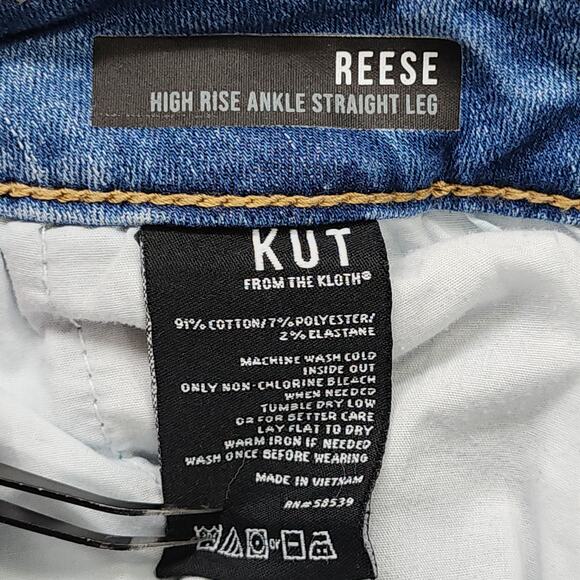 REESE
HIGH RISE ANKLE STRAIGHT LEG
KUT
FROM THE KLOTH®
91% COTTON/7% POLYESTER/
2% ELASTANE
MACHINE WASH COLD
INSIDE OUT
ONLY NON-CHLORINE BLEACH
WHEN NEEDED
TUMBLE DRY LOW
OR FOR BETTER CARE
LAY FLAT TO DRY
WARM IRON IF NEEDED
WASH ONCE BEFORE WEARING
MADE IN VIETNAM
RN#58539
or